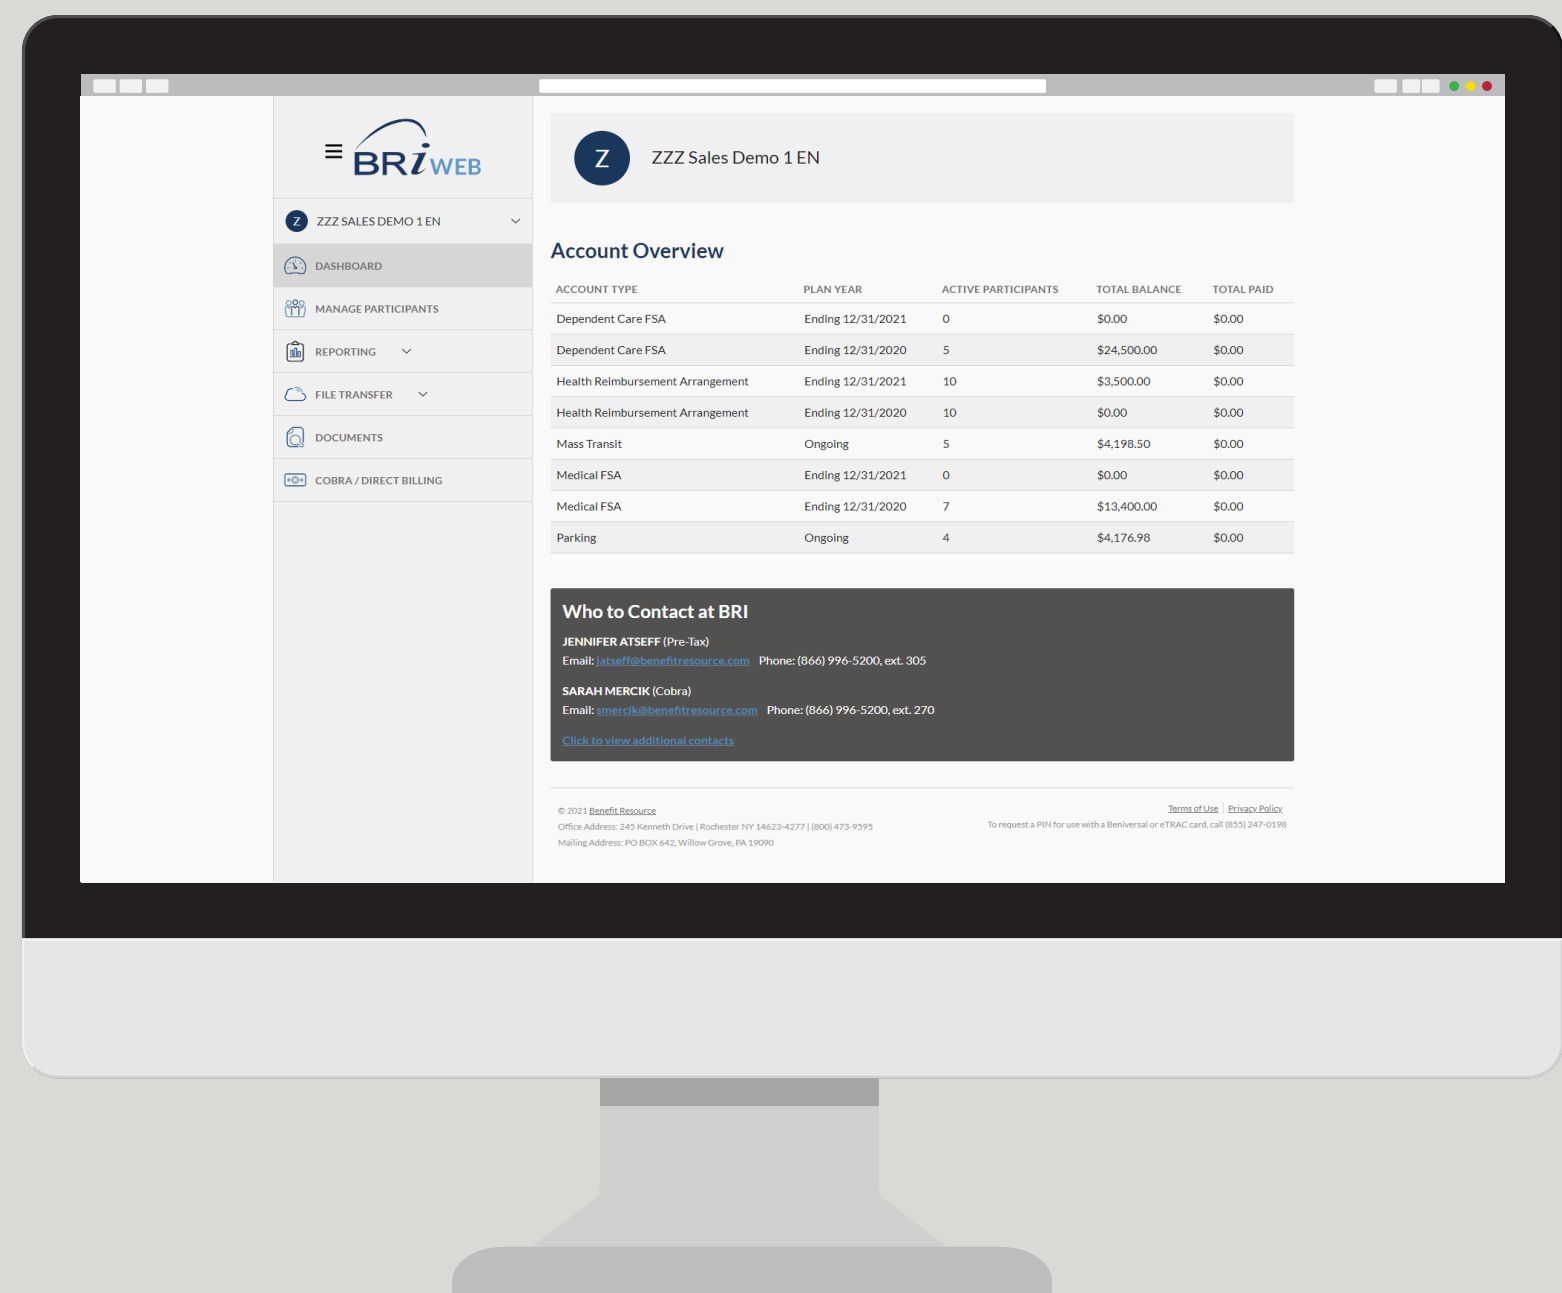 BRi WEB
Z ZZZ SALES DEMO 1 EN
DASHBOARD
MANAGE PARTICIPANTS
REPORTING
FILE TRANSFER
DOCUMENTS
COBRA / DIRECT BILLING
Z ZZZ Sales Demo 1 EN
Account Overview
ACCOUNT TYPE PLAN YEAR ACTIVE PARTICIPANTS TOTAL BALANCE TOTAL PAID
Dependent Care FSA Ending 12/31/2021 0 $0.00 $0.00
Dependent Care FSA Ending 12/31/2020 5 $24,500.00 $0.00
Health Reimbursement Arrangement Ending 12/31/2021 10 $3,500.00 $0.00
Health Reimbursement Arrangement Ending 12/31/2020 10 $0.00 $0.00
Mass Transit Ongoing 5 $4,198.50 $0.00
Medical FSA Ending 12/31/2021 0 $0.00 $0.00
Medical FSA Ending 12/31/2020 7 $13,400.00 $0.00
Parking Ongoing 4 $4,176.98 $0.00
Who to Contact at BRI
JENNIFER ATSEFF (Pre-Tax)
Email: jatseff@benefitresource.com Phone: (866) 996-5200, ext. 305
SARAH MERCIK (Cobra)
Email: smercik@benefitresource.com Phone: (866) 996-5200, ext. 270
Click to view additional contacts
© 2021 Benefit Resource
Office Address: 245 Kenneth Drive | Rochester NY 14623-4277 | (800) 473-9595
Mailing Address: PO BOX 642, Willow Grove, PA 19090
Terms of Use | Privacy Policy
To request a PIN for use with a Beniversal or eTRAC card, call (855) 247-0198